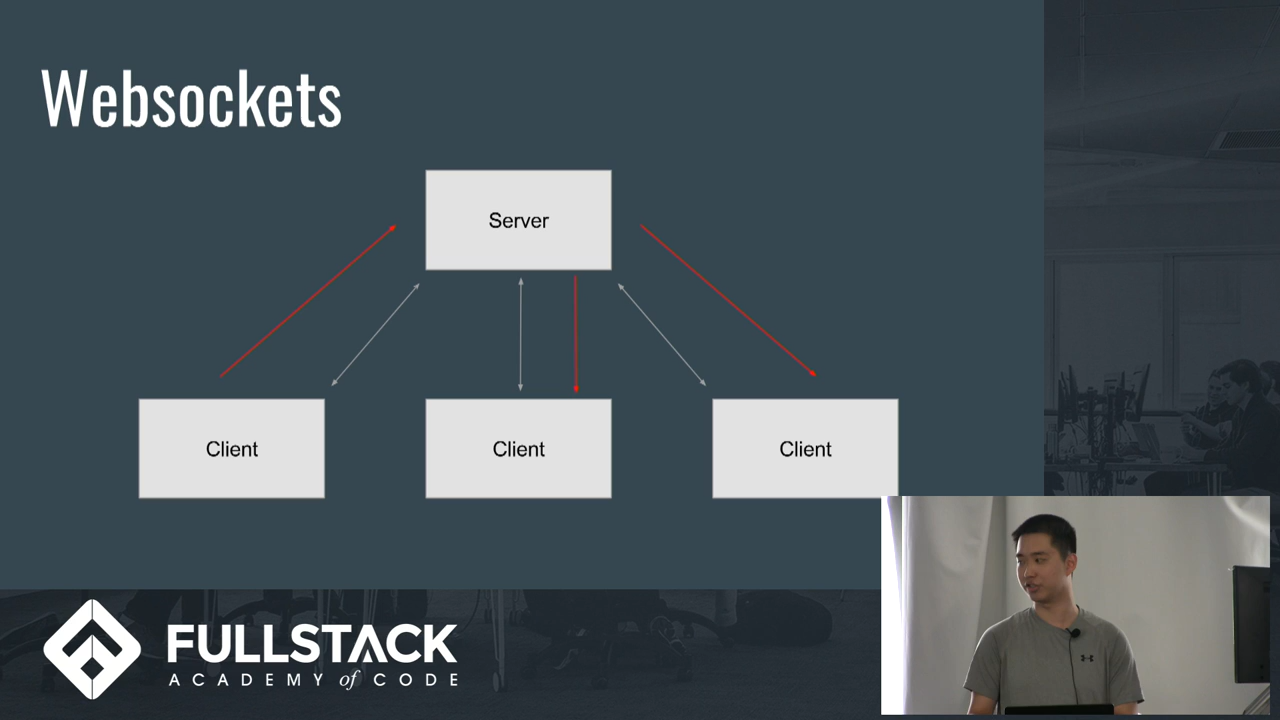 Websockets
Server
Client
Client
Client
FULLSTACK
ACADEMY of CODE